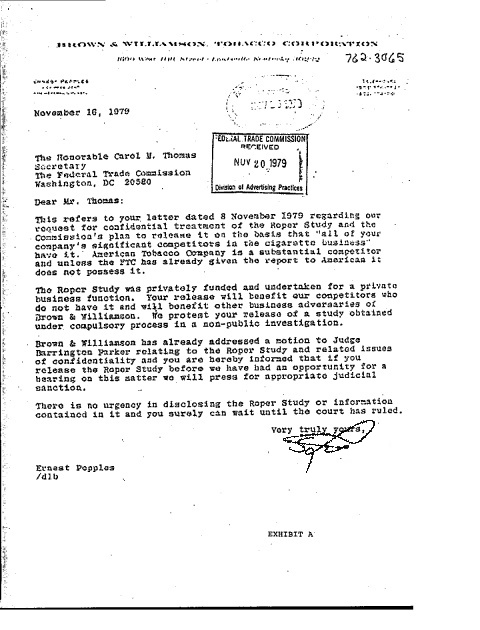 BROWN & WILLIAMSON TOBACCO CORPORATION
1600 West Hill Street - Louisville Kentucky 40212
762-3065
ERNEST PEPPLES
November 16, 1979
FEDERAL TRADE COMMISSION
RECEIVED
NOV 20 1979
Division of Advertising Practices
The Honorable Carol M. Thomas
Secretary
The Federal Trade Commission
Washington, DC 20580
Dear Mr. Thomas:
This refers to your letter dated 8 November 1979 regarding our
request for confidential treatment of the Roper Study and the
Commission's plan to release it on the basis that "all of your
company's significant competitors in the cigarette business"
have it. American Tobacco Company is a substantial competitor
and unless the FTC has already given the report to American it
does not possess it.
The Roper Study was privately funded and undertaken for a private
business function. Your release will benefit our competitors who
do not have it and will benefit other business adversaries of
Brown & Williamson. We protest your release of a study obtained
under compulsory process in a non-public investigation.
Brown & Williamson has already addressed a motion to Judge
Barrington Parker relating to the Roper Study and related issues
of confidentiality and you are hereby informed that if you
release the Roper Study before we have had an opportunity for a
hearing on this matter we will press for appropriate judicial
sanction.
There is no urgency in disclosing the Roper Study or information
contained in it and you surely can wait until the court has ruled.
Very truly yours,
Ernest Pepples
/dlb
EXHIBIT A